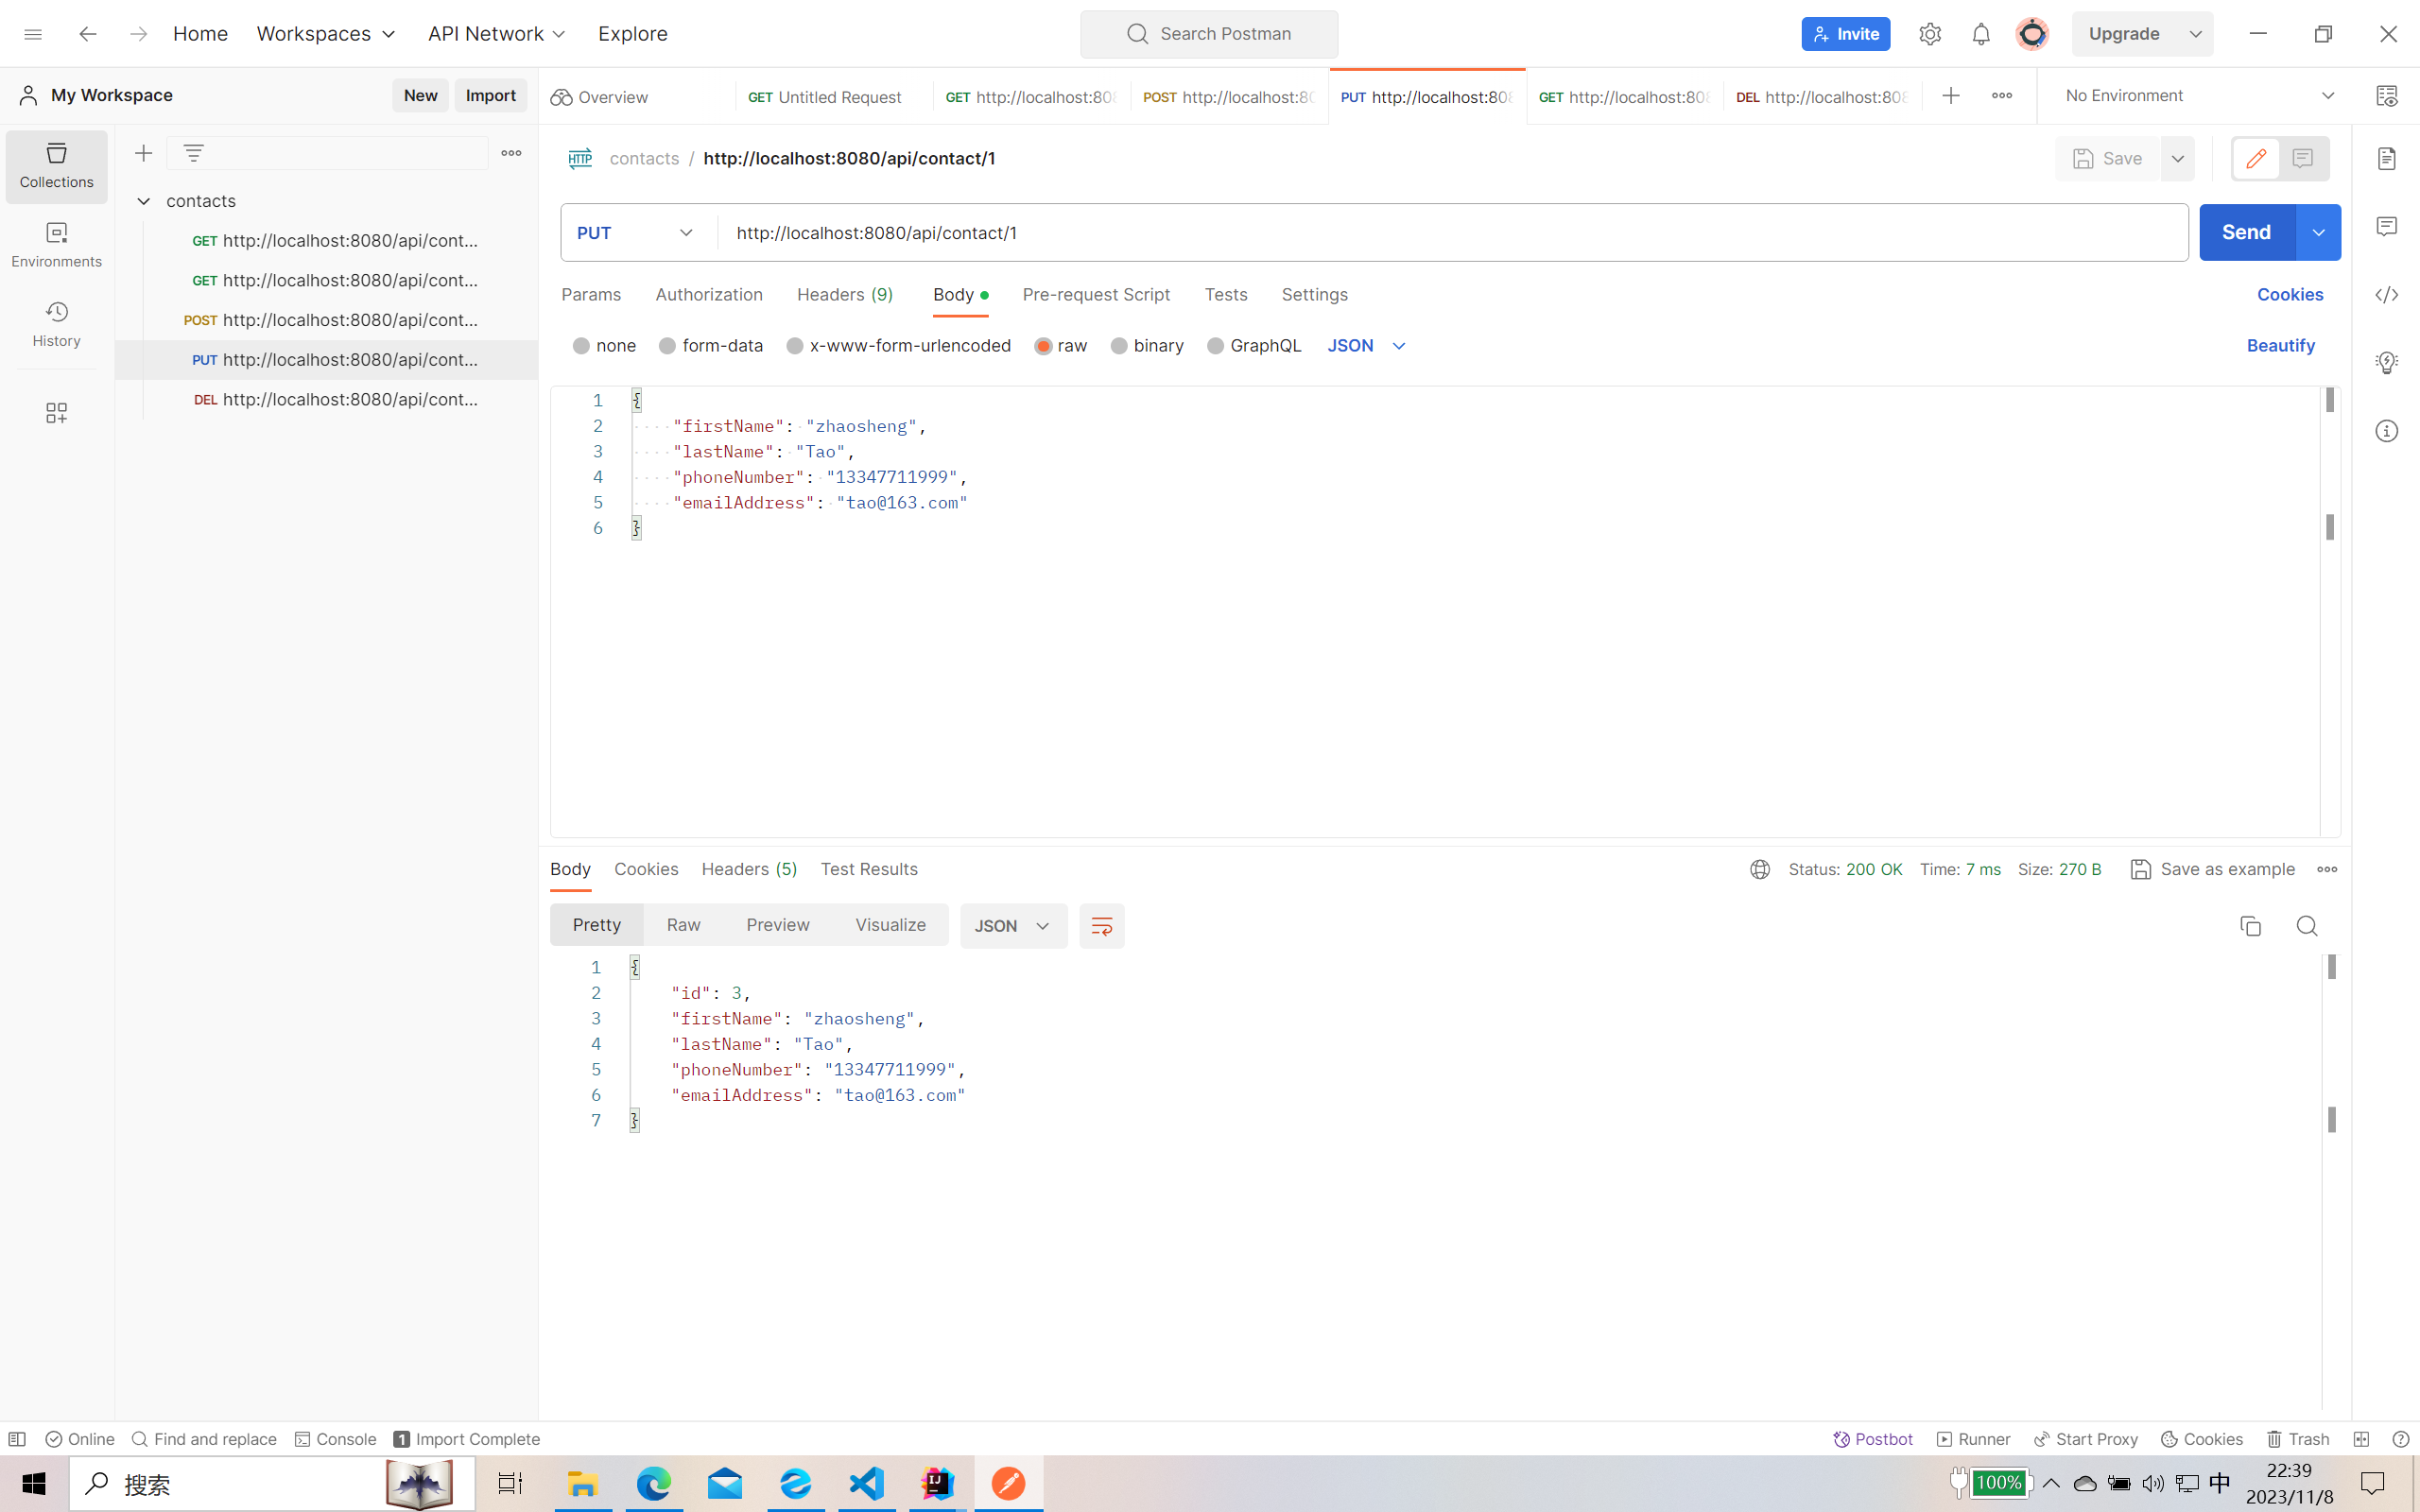 Home Workspaces API Network Explore Search Postman Invite Upgrade
My Workspace New Import Overview GET Untitled Request GET http://localhost:808 POST http://localhost:80 PUT http://localhost:808 GET http://localhost:808 DEL http://localhost:808 No Environment
Collections
Environments
History
contacts
GET http://localhost:8080/api/cont...
GET http://localhost:8080/api/cont...
POST http://localhost:8080/api/cont...
PUT http://localhost:8080/api/cont...
DEL http://localhost:8080/api/cont...
HTTP contacts / http://localhost:8080/api/contact/1 Save
PUT http://localhost:8080/api/contact/1 Send
Params Authorization Headers (9) Body Pre-request Script Tests Settings Cookies
none form-data x-www-form-urlencoded raw binary GraphQL JSON Beautify
1 {
2 "firstName": "zhaosheng",
3 "lastName": "Tao",
4 "phoneNumber": "13347711999",
5 "emailAddress": "tao@163.com"
6 }
Body Cookies Headers (5) Test Results Status: 200 OK Time: 7 ms Size: 270 B Save as example
Pretty Raw Preview Visualize JSON
1 {
2 "id": 3,
3 "firstName": "zhaosheng",
4 "lastName": "Tao",
5 "phoneNumber": "13347711999",
6 "emailAddress": "tao@163.com"
7 }
Online Find and replace Console 1 Import Complete Postbot Runner Start Proxy Cookies Trash
搜索 IJ 100% 中 22:39
2023/11/8